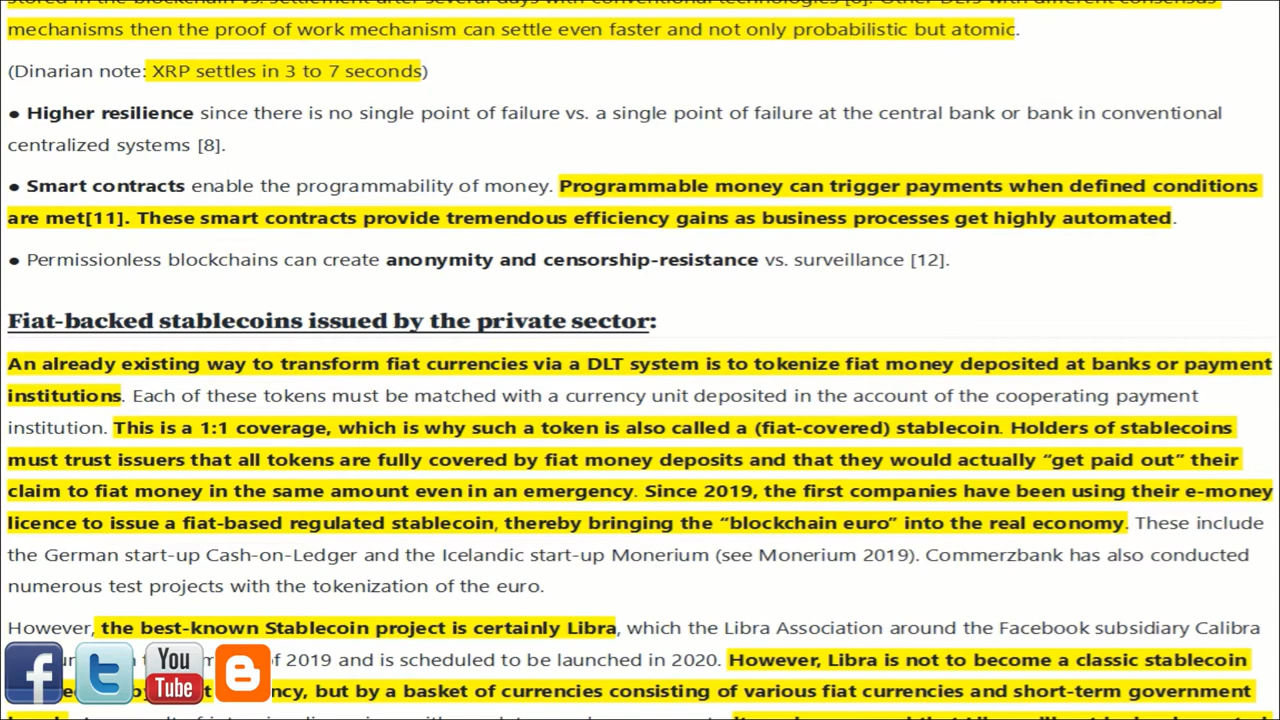 mechanisms then the proof of work mechanism can settle even faster and not only probabilistic but atomic.
(Dinarian note: XRP settles in 3 to 7 seconds)
● Higher resilience since there is no single point of failure vs. a single point of failure at the central bank or bank in conventional
centralized systems [8].
● Smart contracts enable the programmability of money. Programmable money can trigger payments when defined conditions
are met[11]. These smart contracts provide tremendous efficiency gains as business processes get highly automated.
● Permissionless blockchains can create anonymity and censorship-resistance vs. surveillance [12].
Fiat-backed stablecoins issued by the private sector:
An already existing way to transform fiat currencies via a DLT system is to tokenize fiat money deposited at banks or payment
institutions. Each of these tokens must be matched with a currency unit deposited in the account of the cooperating payment
institution. This is a 1:1 coverage, which is why such a token is also called a (fiat-covered) stablecoin. Holders of stablecoins
must trust issuers that all tokens are fully covered by fiat money deposits and that they would actually “get paid out” their
claim to fiat money in the same amount even in an emergency. Since 2019, the first companies have been using their e-money
licence to issue a fiat-based regulated stablecoin, thereby bringing the “blockchain euro” into the real economy. These include
the German start-up Cash-on-Ledger and the Icelandic start-up Monerium (see Monerium 2019). Commerzbank has also conducted
numerous test projects with the tokenization of the euro.
However, the best-known Stablecoin project is certainly Libra, which the Libra Association around the Facebook subsidiary Calibra
of 2019 and is scheduled to be launched in 2020. However, Libra is not to become a classic stablecoin
but by a basket of currencies consisting of various fiat currencies and short-term government
You
Tube